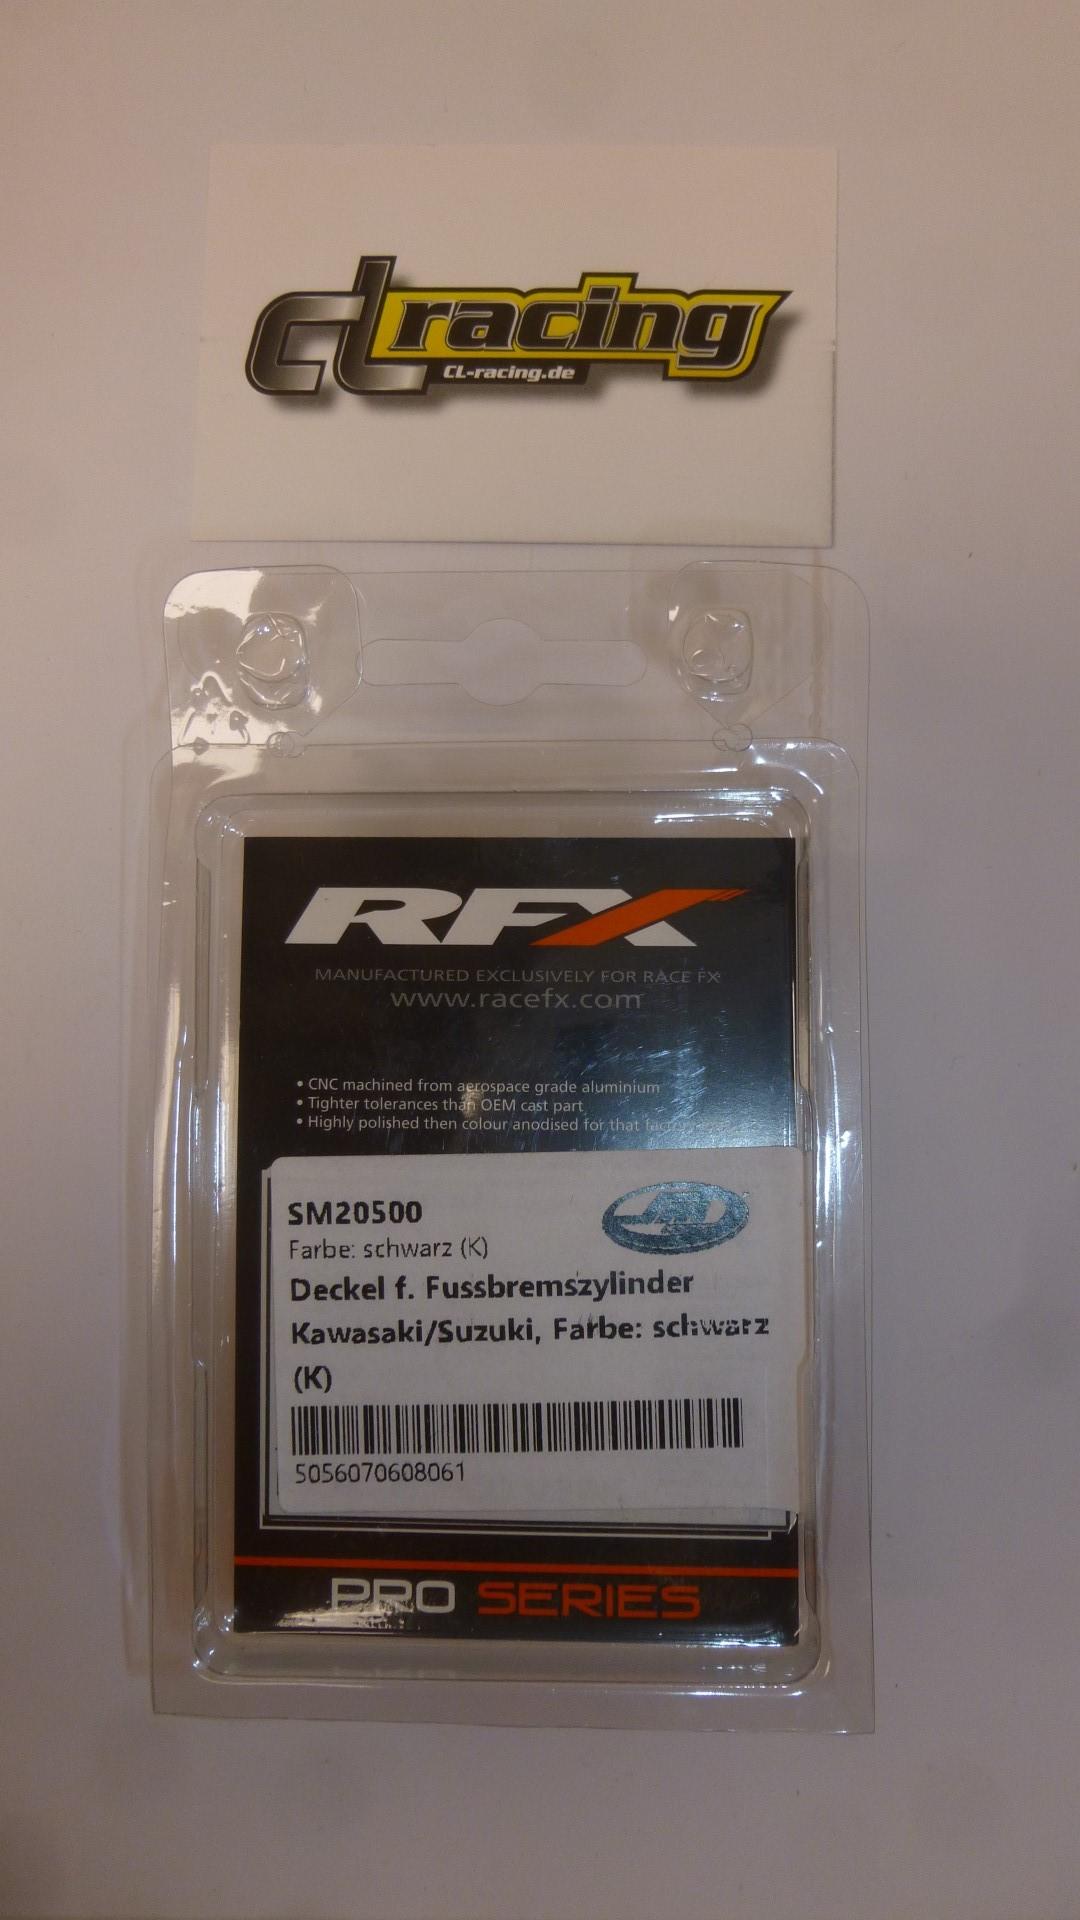 CL racing
CL-racing.de
RFX
MANUFACTURED EXCLUSIVELY FOR RACE FX
www.racefx.com
• CNC machined from aerospace grade aluminium
• Tighter tolerances than OEM cast part
• Highly polished then colour anodised for that factory
SM20500
Farbe: schwarz (K)
Deckel f. Fussbremszylinder
Kawasaki/Suzuki, Farbe: schwarz
(K)
5056070608061
PRO SERIES